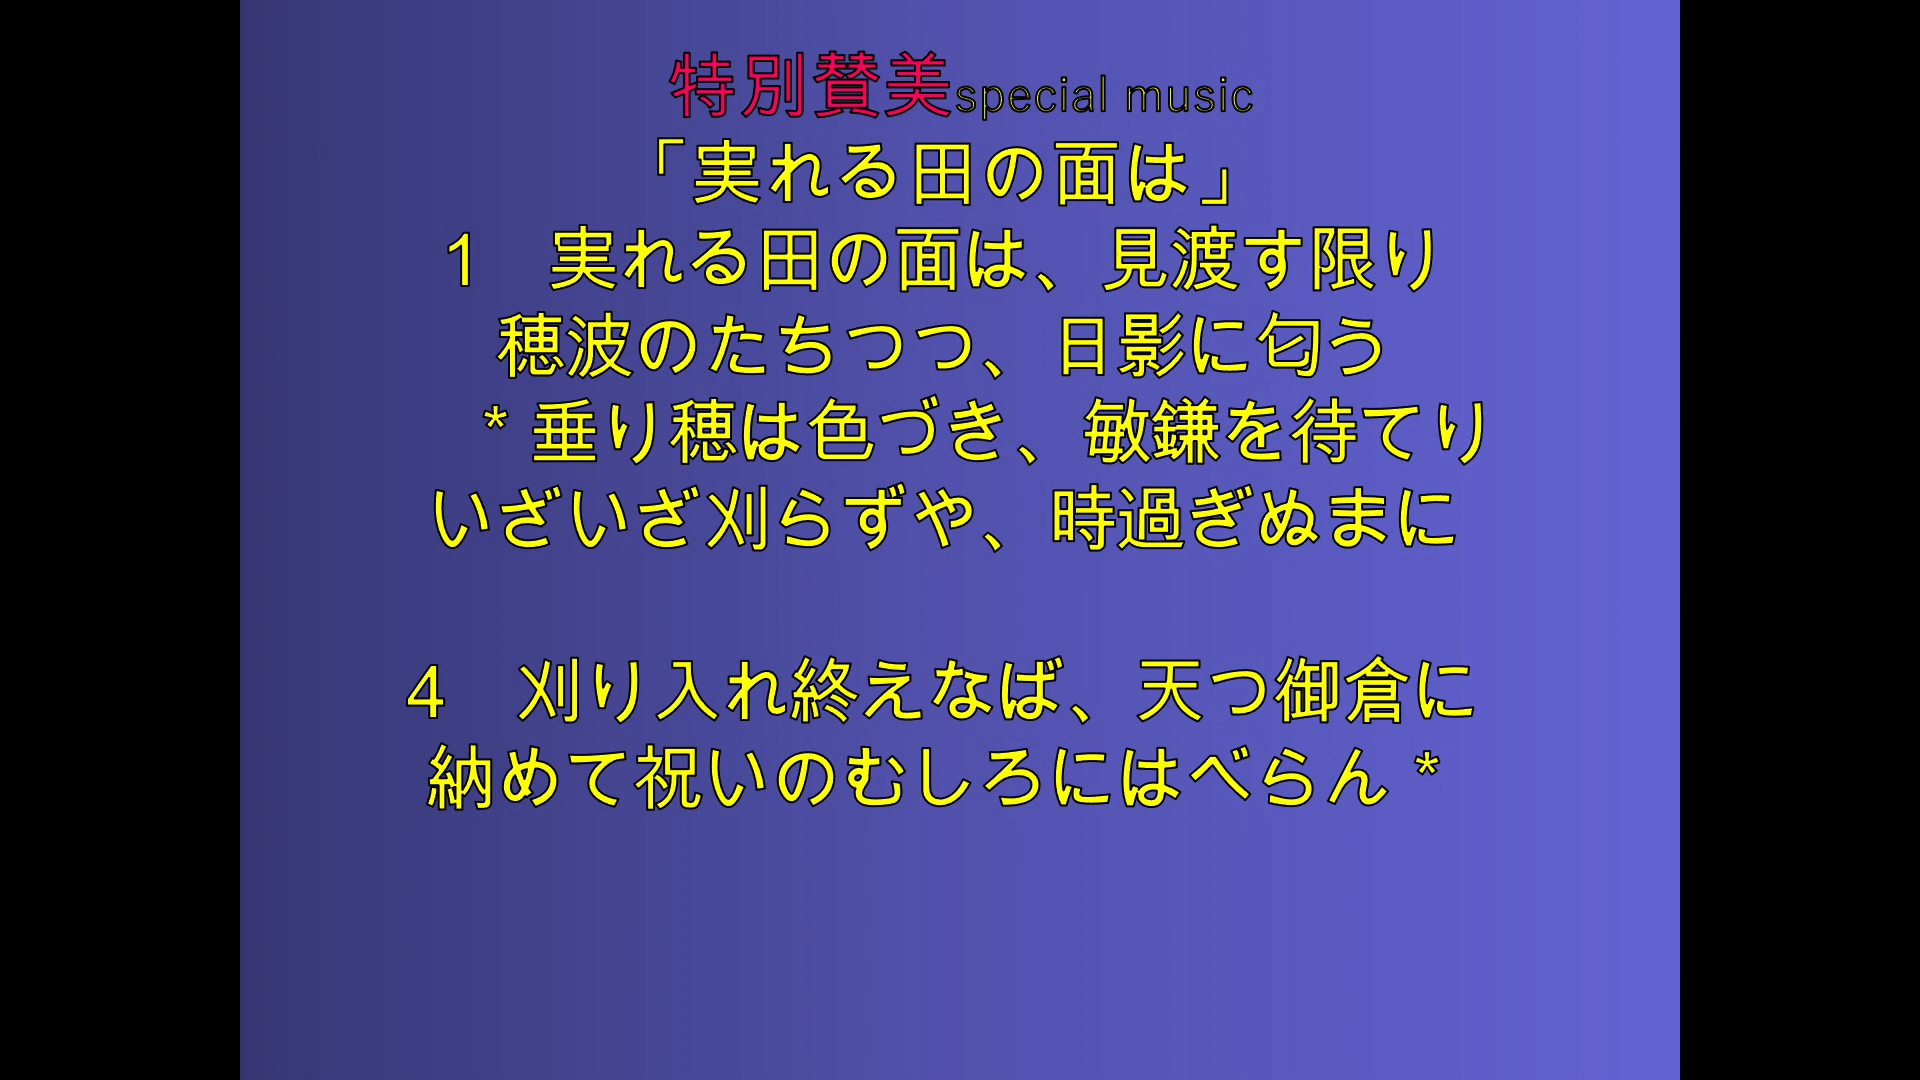 特別賛美special music
「実れる田の面は」
1　実れる田の面は、見渡す限り
穂波のたちつつ、日影に匂う
*垂り穂は色づき、敏鎌を待てり
いざいざ刈らずや、時過ぎぬまに
4　刈り入れ終えなば、天つ御倉に
納めて祝いのむしろにはべらん*